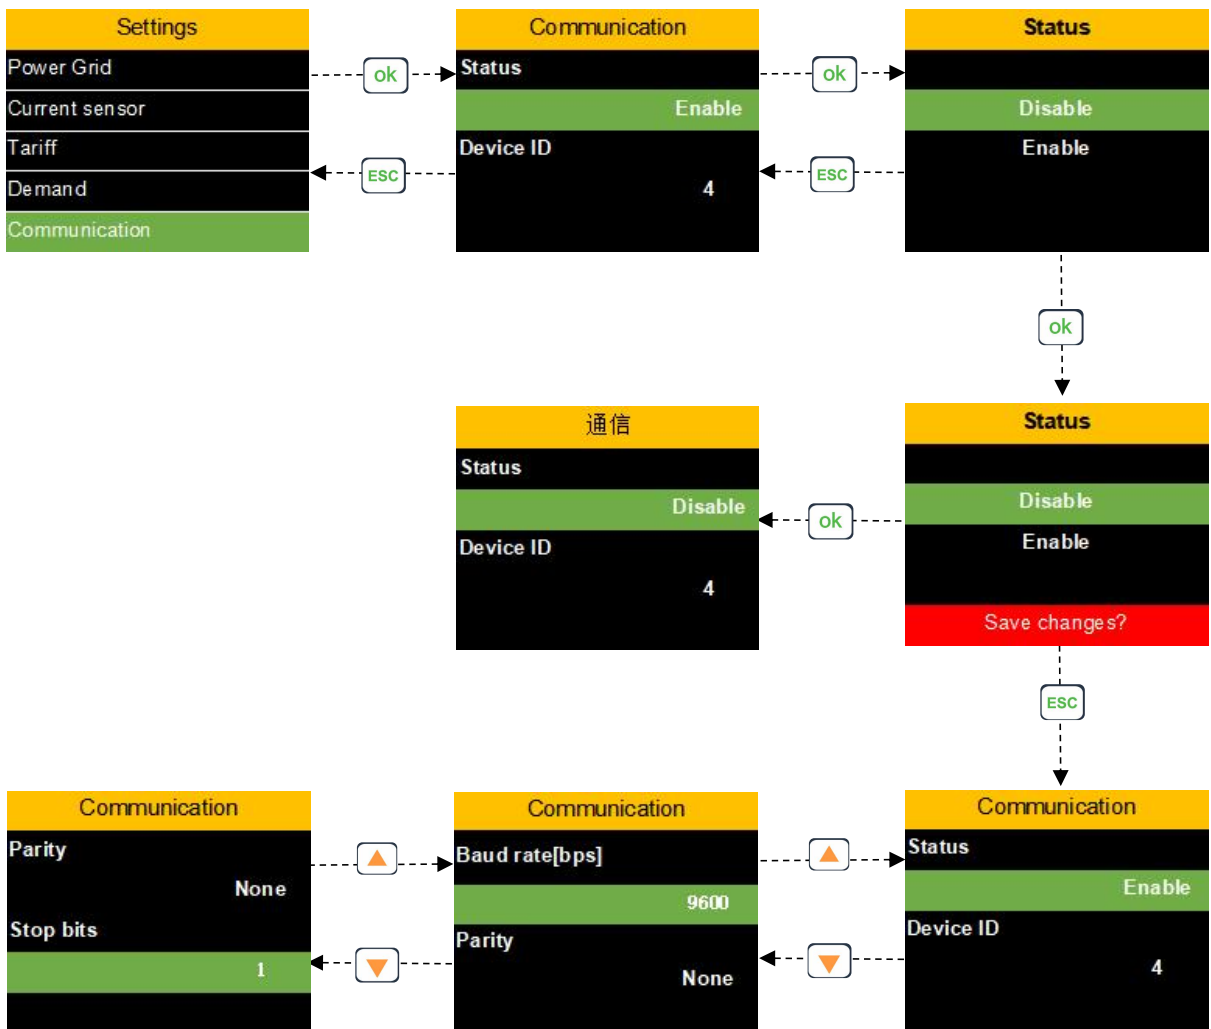 Settings
Power Grid
Current sensor
Tariff
Demand
Communication
ok
ESC
Communication
Status
Enable
Device ID
4
ok
ESC
Status
Disable
Enable
ok
通信
Status
Disable
Device ID
4
ok
Status
Disable
Enable
Save changes?
ESC
Communication
Parity
None
Stop bits
1
Communication
Baud rate[bps]
9600
Parity
None
Communication
Status
Enable
Device ID
4